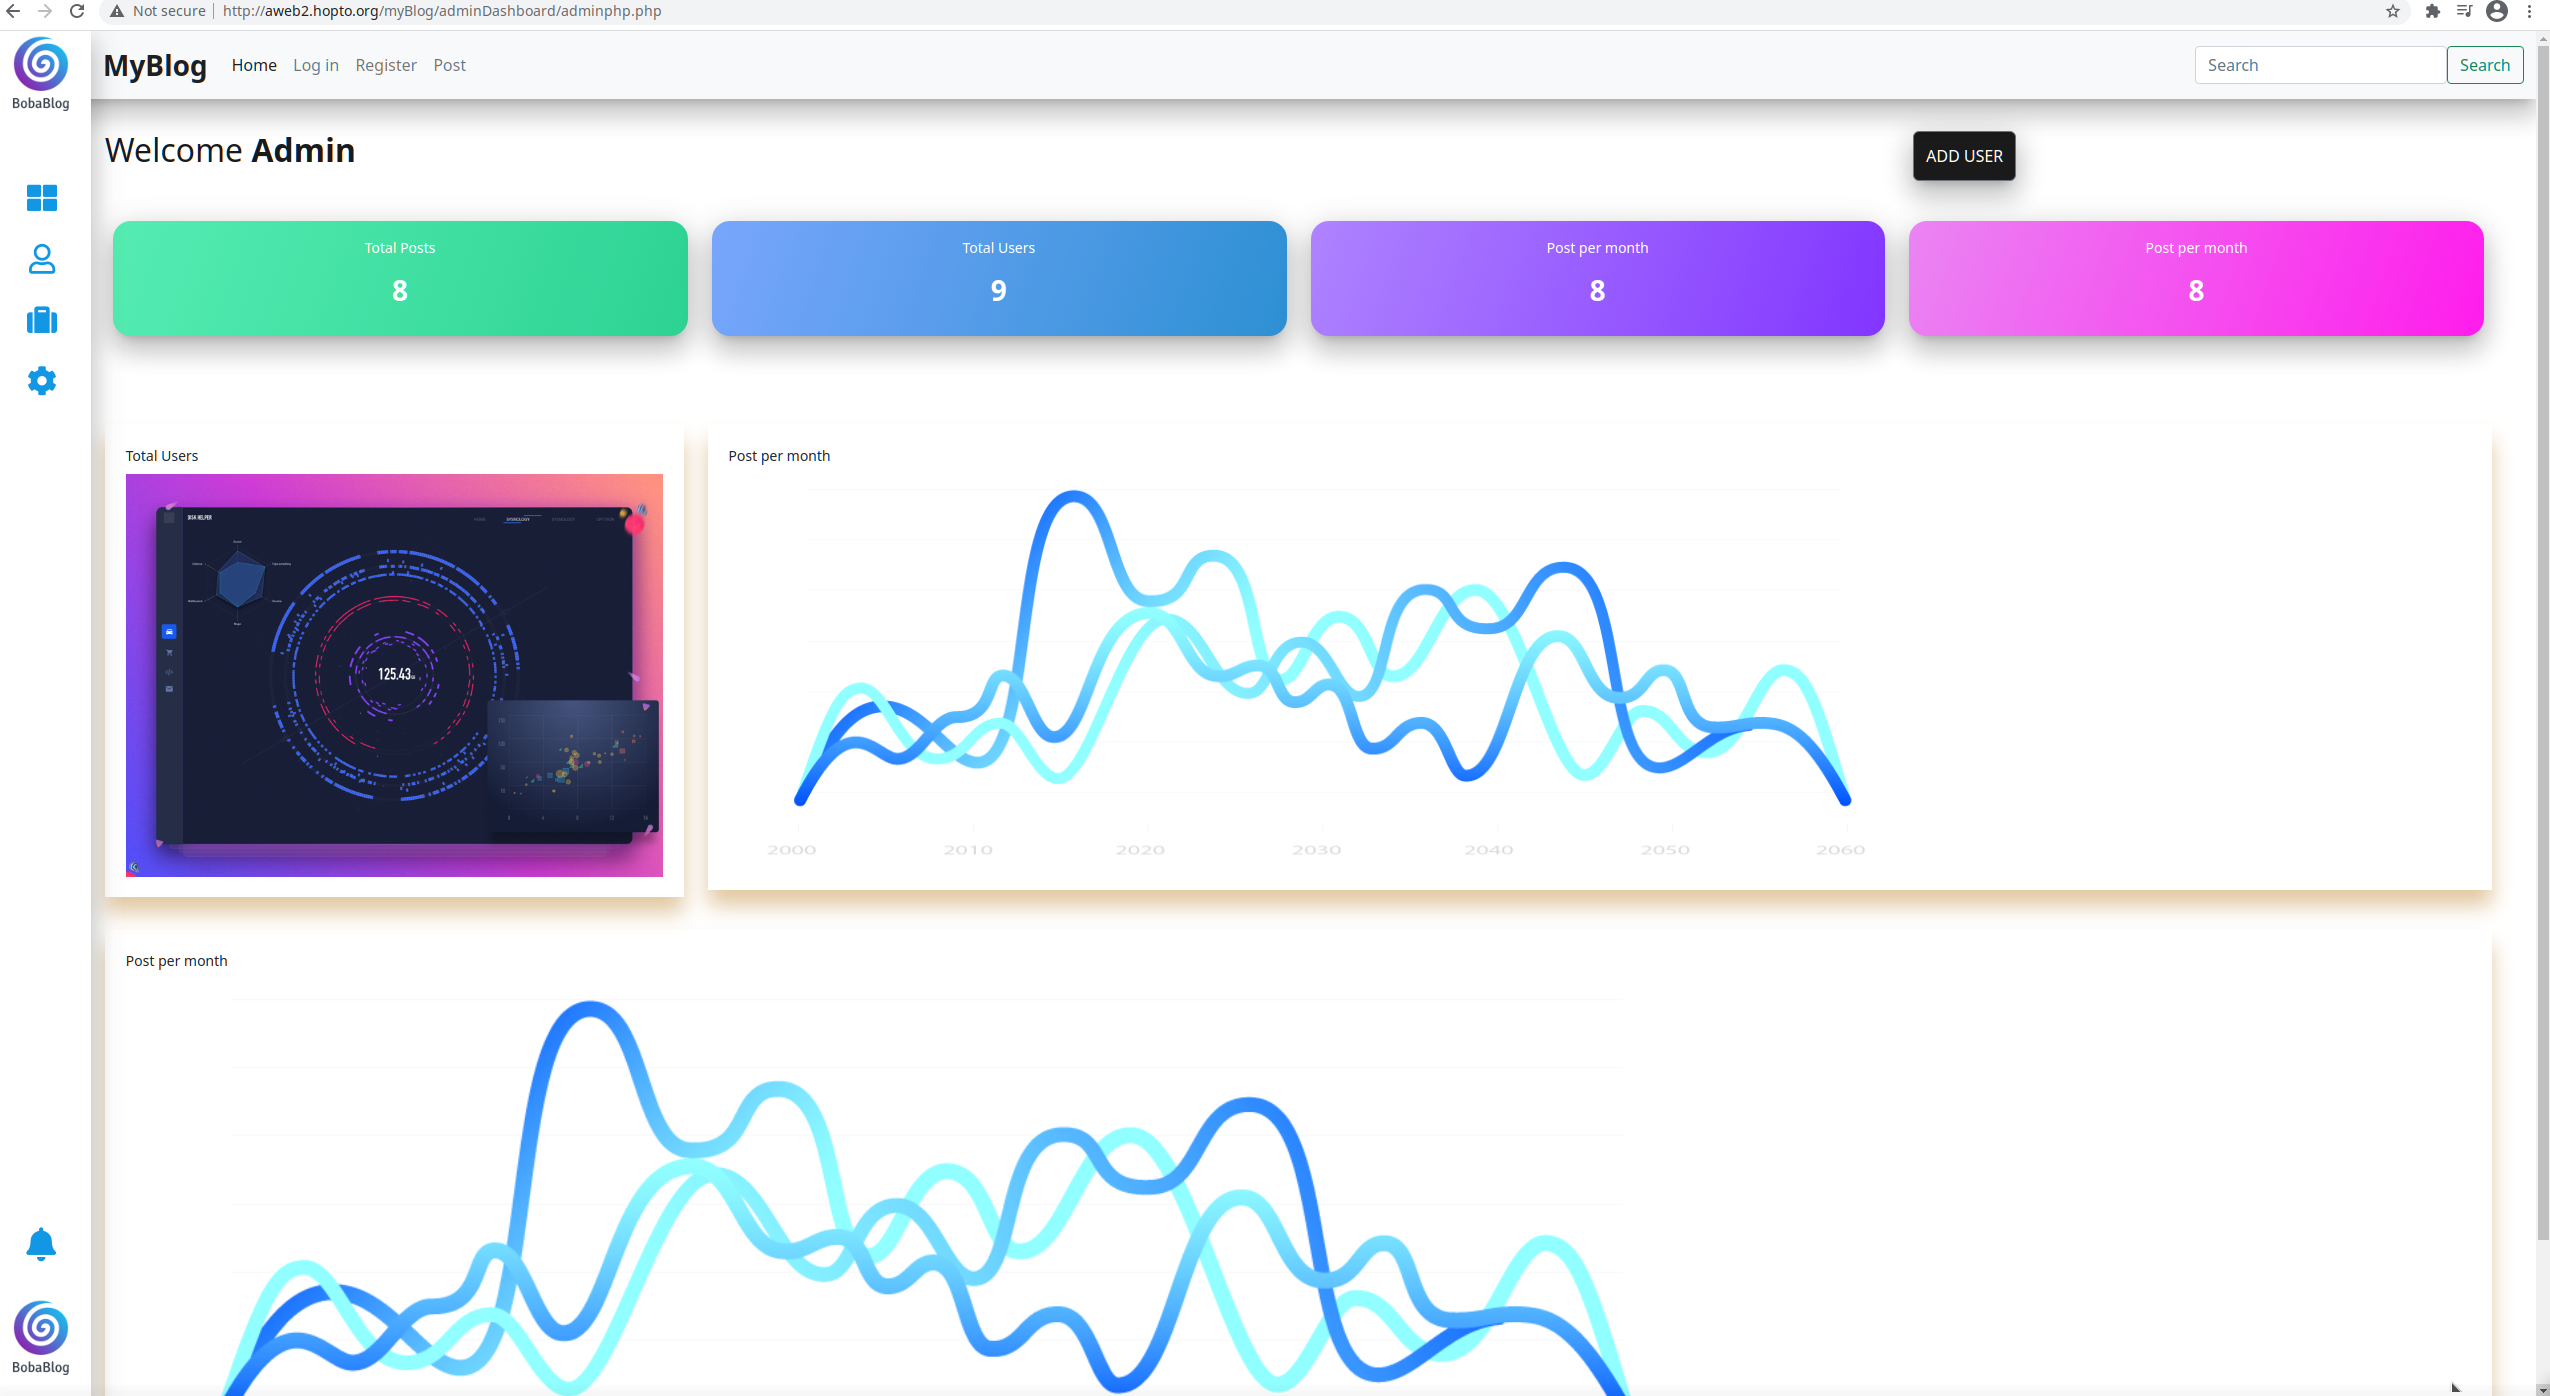 Not secure
http://aweb2.hopto.org/myBlog/adminDashboard/adminphp.php
BobaBlog
MyBlog Home Log in Register Post
Search Search
Welcome Admin
ADD USER
Total Posts
8
Total Users
9
Post per month
8
Post per month
8
Total Users
DISK HELPER
125.43
Post per month
2000 2010 2020 2030 2040 2050 2060
Post per month
BobaBlog